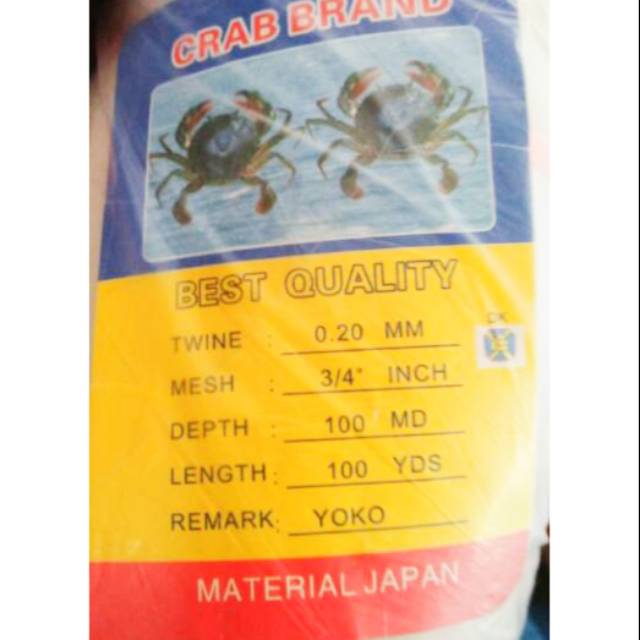 CRAB BRAND
BEST QUALITY
TWINE : 0.20 MM
DK
MESH : 3/4" INCH
DEPTH : 100 MD
LENGTH : 100 YDS
REMARK : YOKO
MATERIAL JAPAN